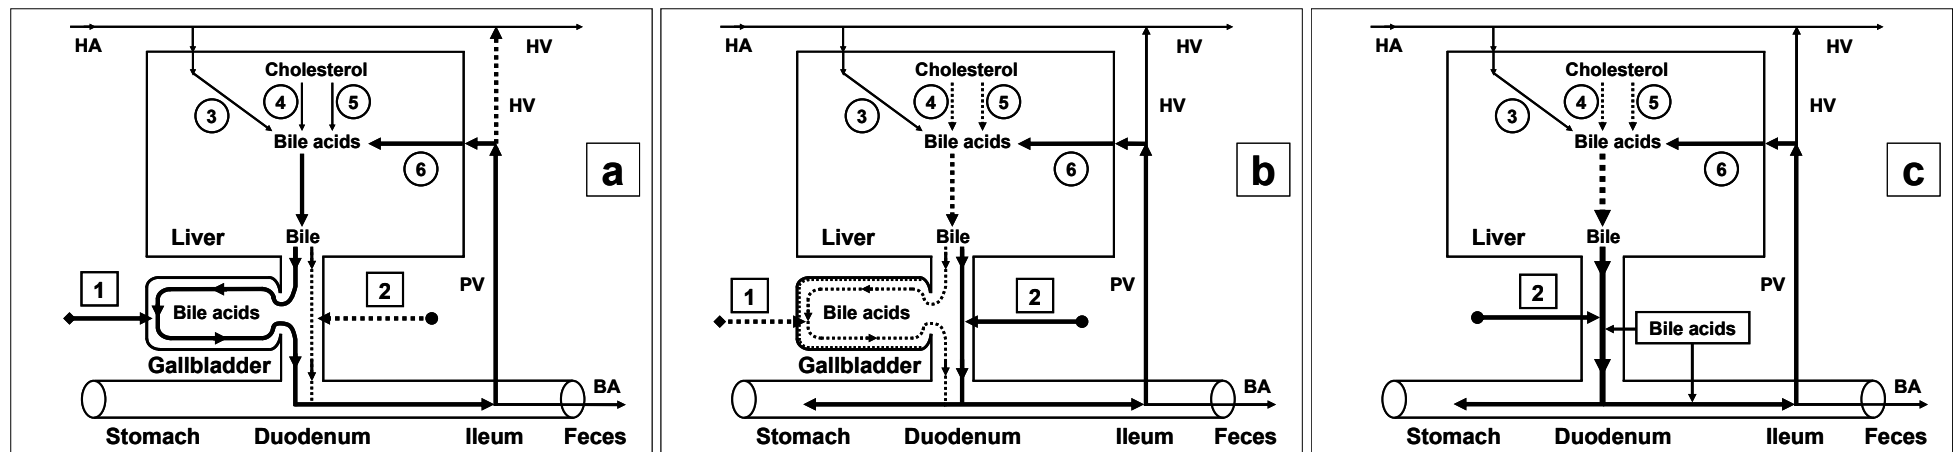 HA
HV
Cholesterol
4
5
3
HV
Bile acids
6
a
Liver
Bile
1
2
PV
Bile acids
Gallbladder
BA
Stomach
Duodenum
Ileum
Feces
HA
HV
Cholesterol
4
5
3
HV
Bile acids
6
b
Liver
Bile
1
2
PV
Bile acids
Gallbladder
BA
Stomach
Duodenum
Ileum
Feces
HA
HV
Cholesterol
4
5
3
HV
Bile acids
6
c
Liver
Bile
2
PV
Bile acids
BA
Stomach
Duodenum
Ileum
Feces